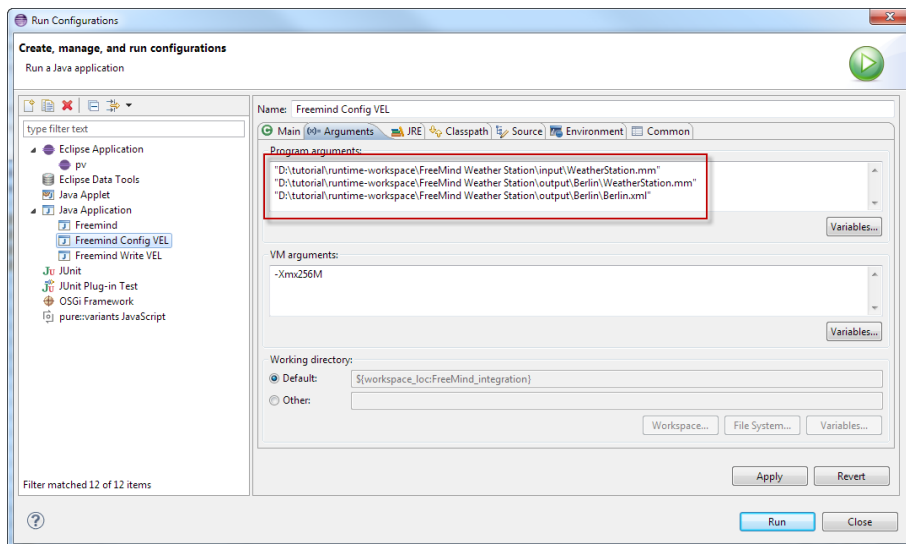 Run Configurations
Create, manage, and run configurations
Run a Java application
type filter text
Eclipse Application
pv
Eclipse Data Tools
Java Applet
Java Application
Freemind
Freemind Config VEL
Freemind Write VEL
JUnit
JUnit Plug-in Test
OSGi Framework
pure::variants JavaScript
Filter matched 12 of 12 items
Name: Freemind Config VEL
Main (x)= Arguments JRE Classpath Source Environment Common
Program arguments:
"D:\tutorial\runtime-workspace\FreeMind Weather Station\input\WeatherStation.mm"
"D:\tutorial\runtime-workspace\FreeMind Weather Station\output\Berlin\WeatherStation.mm"
"D:\tutorial\runtime-workspace\FreeMind Weather Station\output\Berlin\Berlin.xml"
Variables...
VM arguments:
-Xmx256M
Variables...
Working directory:
Default: ${workspace_loc:FreeMind_integration}
Other:
Workspace... File System... Variables...
Apply Revert
Run Close